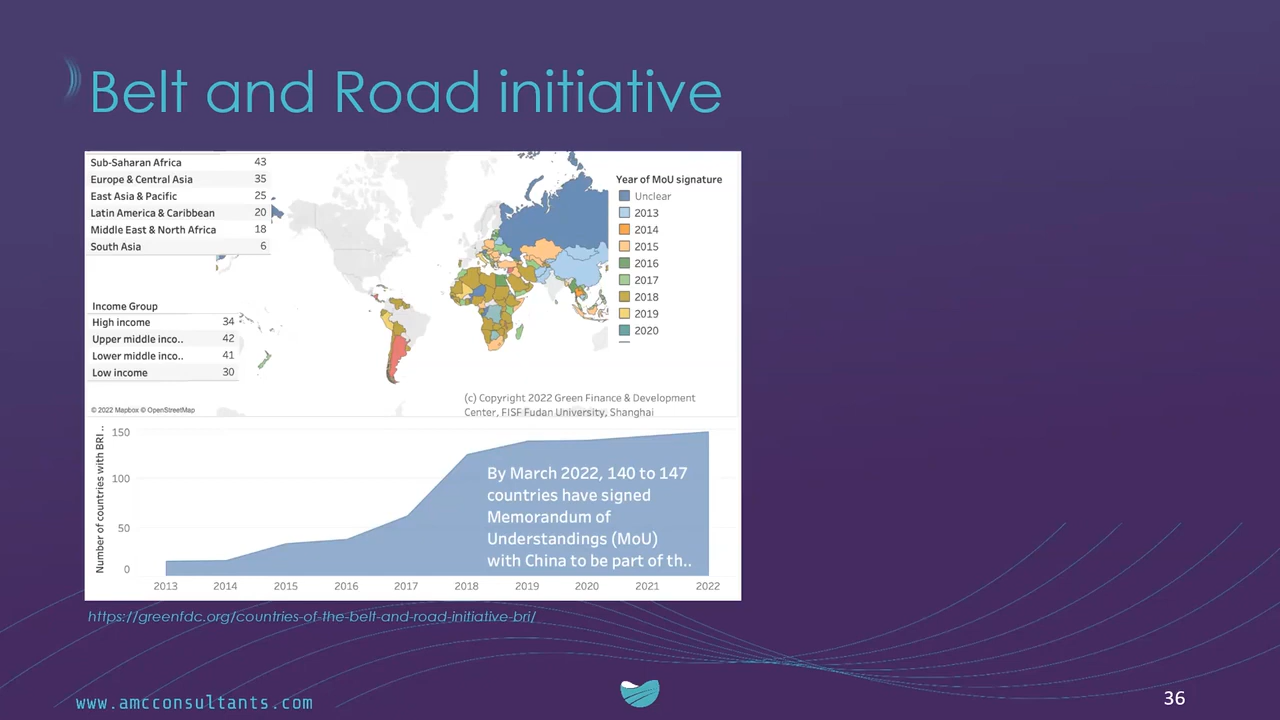 Belt and Road initiative
Sub-Saharan Africa 43
Europe & Central Asia 35
East Asia & Pacific 25
Latin America & Caribbean 20
Middle East & North Africa 18
South Asia 6
Income Group
High income 34
Upper middle inco.. 42
Lower middle inco.. 41
Low income 30
© 2022 Mapbox © OpenStreetMap
Year of MoU signature
Unclear
2013
2014
2015
2016
2017
2018
2019
2020
(c) Copyright 2022 Green Finance & Development
Center, FISF Fudan University, Shanghai
Number of countries with BRI..
150
100
50
0
By March 2022, 140 to 147
countries have signed
Memorandum of
Understandings (MoU)
with China to be part of th..
2013 2014 2015 2016 2017 2018 2019 2020 2021 2022
https://greenfdc.org/countries-of-the-belt-and-road-initiative-bri/
www.amcconsultants.com
36